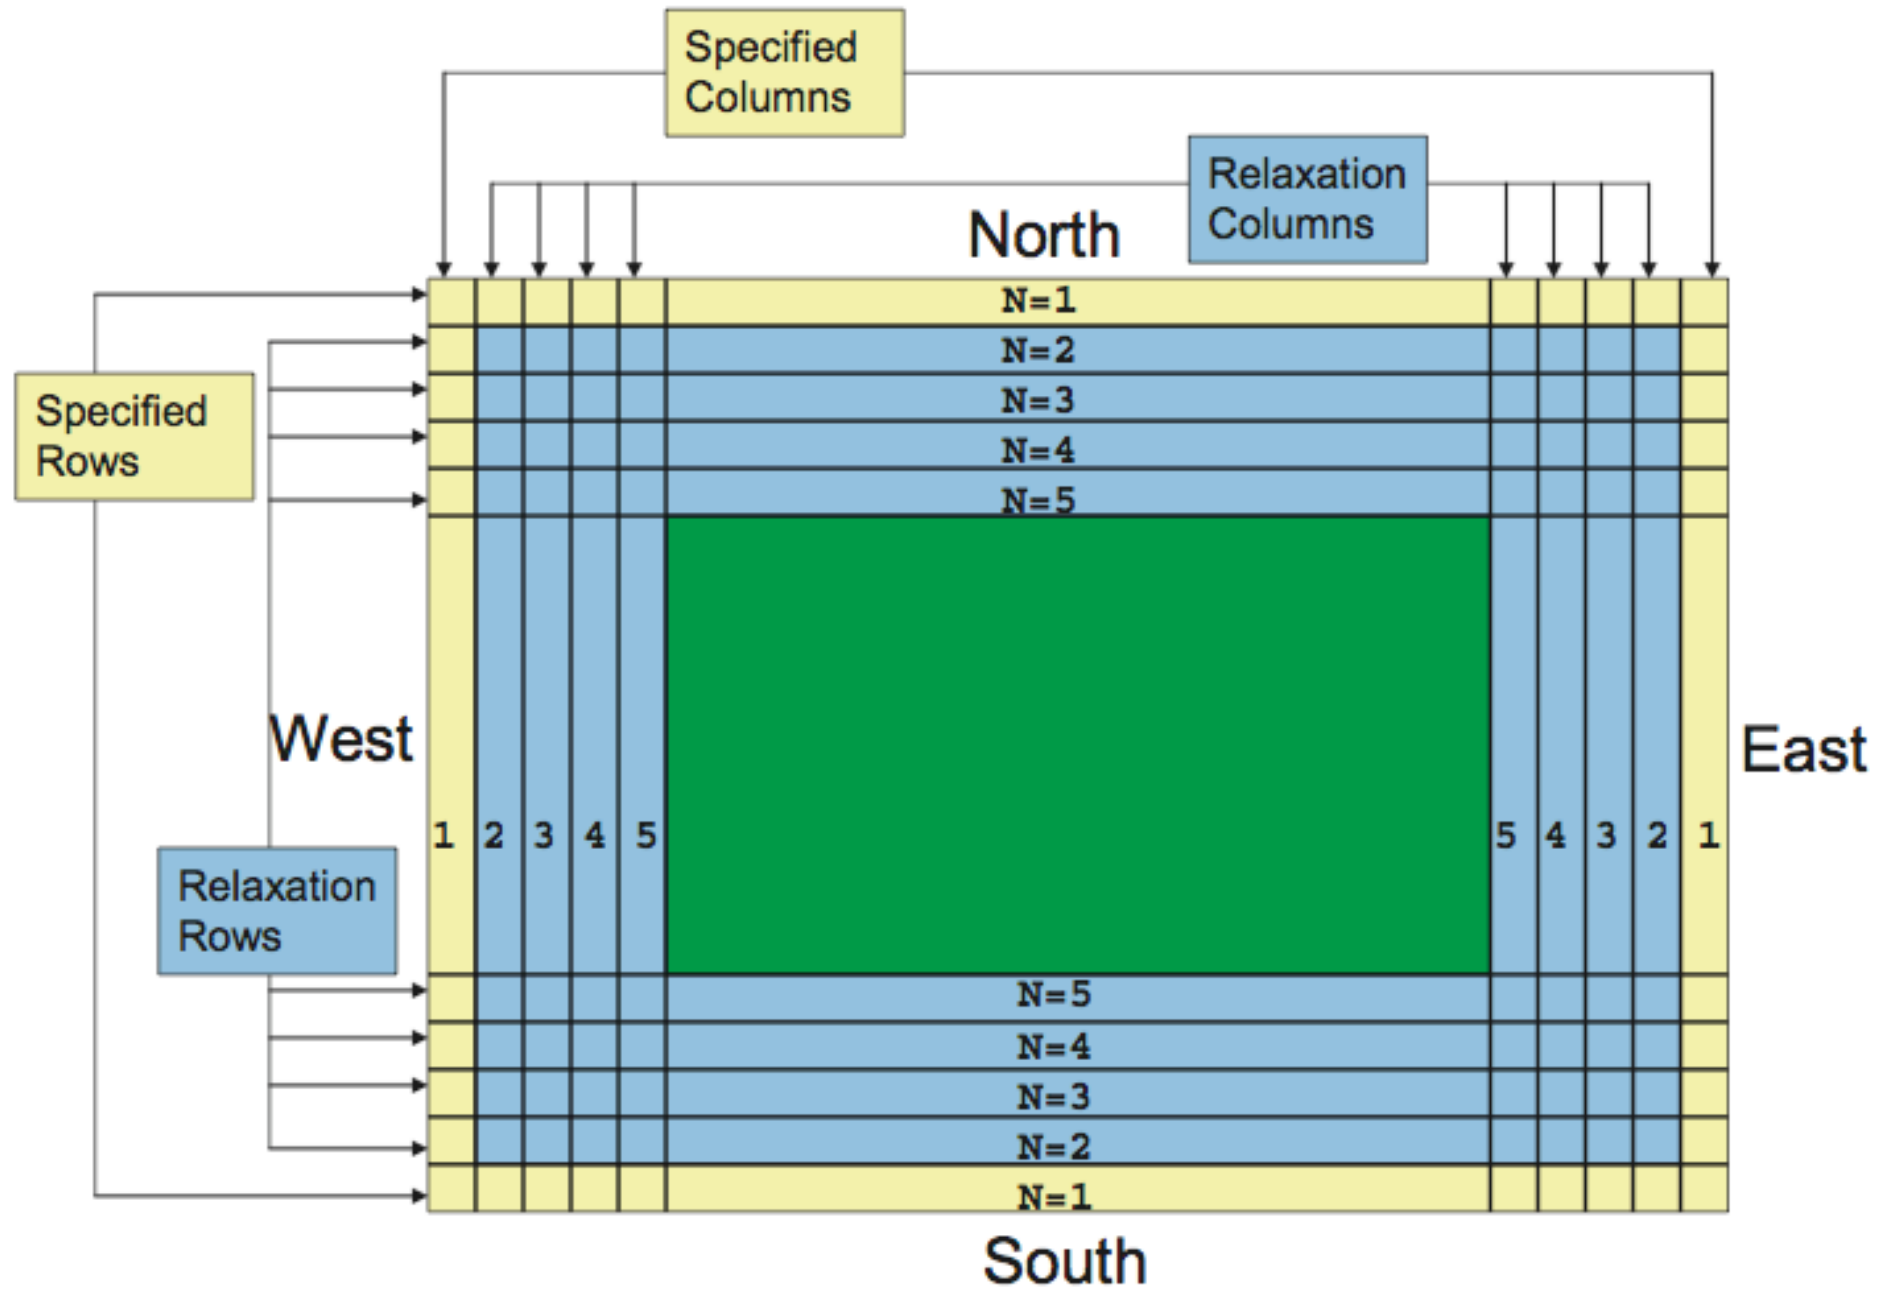 Specified
Columns
Relaxation
Columns
North
N=1
N=2
N=3
N=4
N=5
Specified
Rows
West
East
1 2 3 4 5 5 4 3 2 1
Relaxation
Rows
N=5
N=4
N=3
N=2
N=1
South